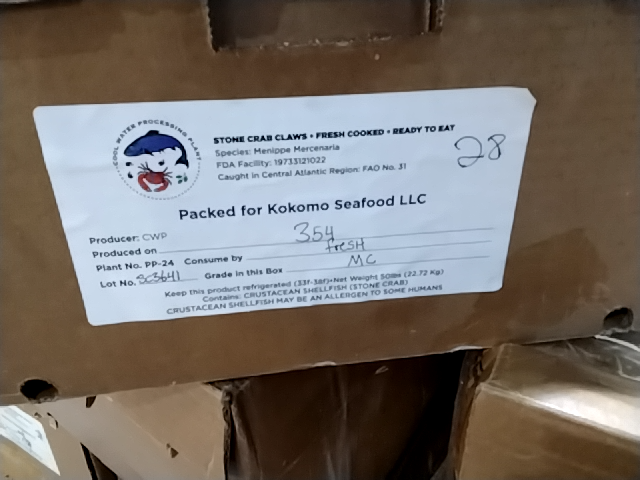 COOL WATER PROCESSING PLANT
STONE CRAB CLAWS • FRESH COOKED • READY TO EAT
Species: Menippe Mercenaria
FDA Facility: 19733121022
Caught in Central Atlantic Region: FAO No. 31
28
Packed for Kokomo Seafood LLC
Producer: CWP
Produced on 354
Plant No. PP-24 Consume by fresh
Lot No. SC3641 Grade in this Box MC
Keep this product refrigerated (33f-38f)•Net Weight 50lbs (22.72 Kg)
Contains: CRUSTACEAN SHELLFISH (STONE CRAB)
CRUSTACEAN SHELLFISH MAY BE AN ALLERGEN TO SOME HUMANS